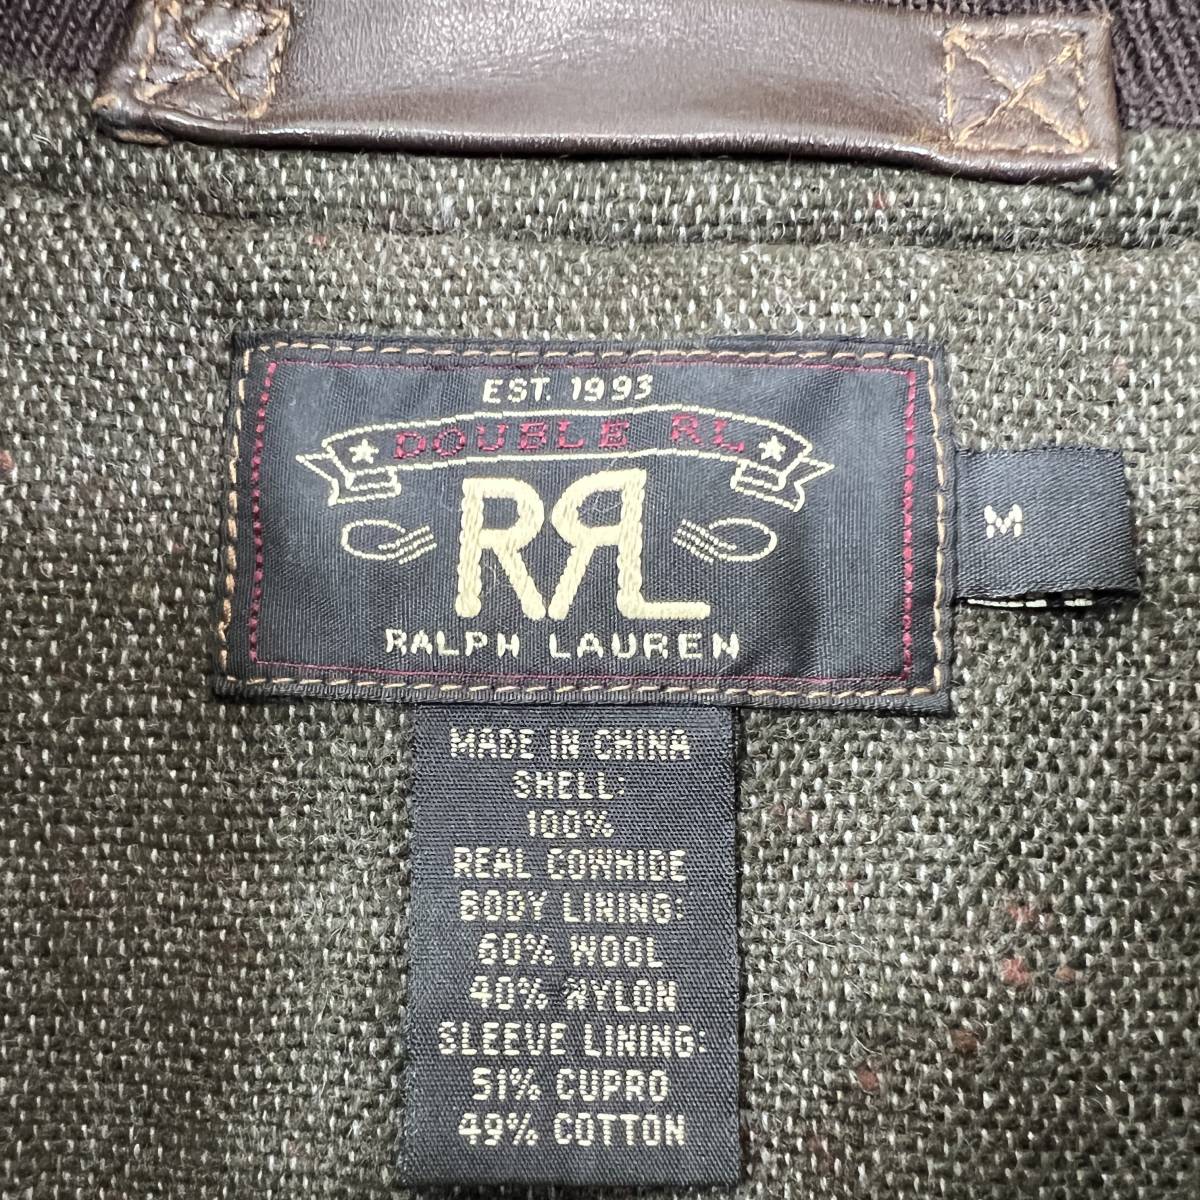 EST. 1993
DOUBLE RL
RRL
RALPH LAUREN
M
MADE IN CHINA
SHELL:
100%
REAL COWHIDE
BODY LINING:
60% WOOL
40% NYLON
SLEEVE LINING:
51% CUPRO
49% COTTON